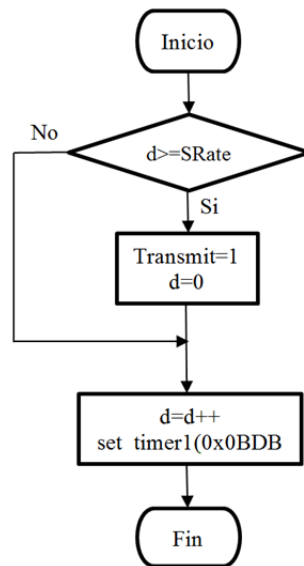 Inicio
No
d>=SRate
Si
Transmit=1
d=0
d=d++
set timer1(0x0BDB
Fin